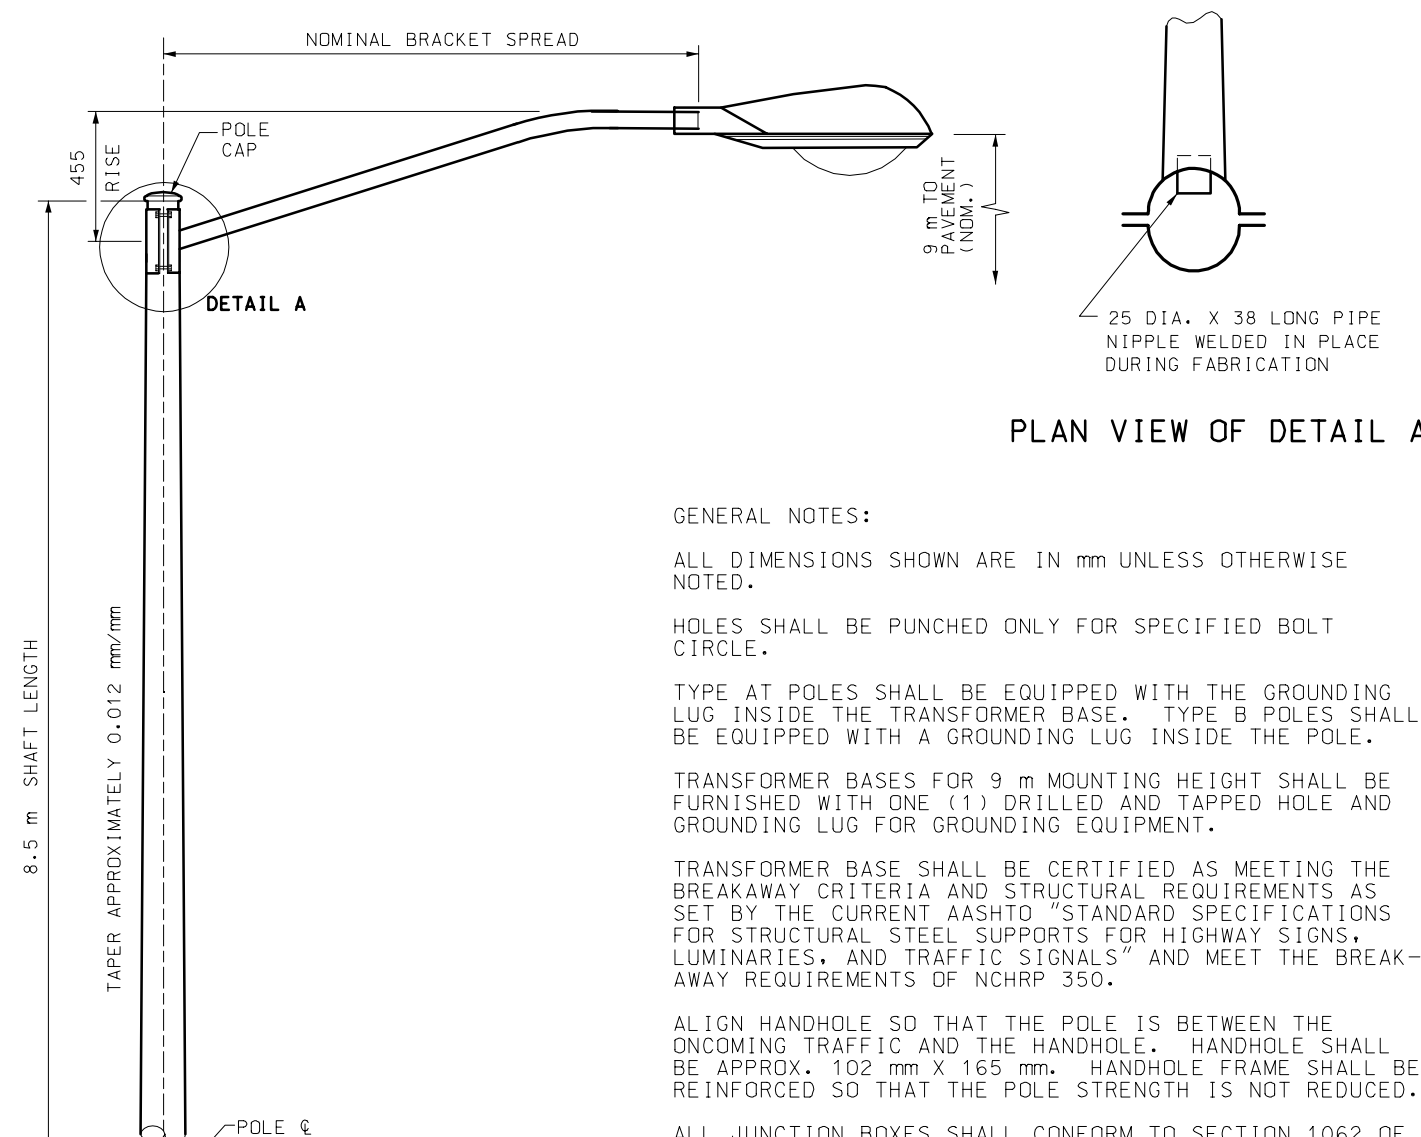 NOMINAL BRACKET SPREAD
POLE
CAP
455
RISE
9 m TO
PAVEMENT
(NOM.)
DETAIL A
25 DIA. X 38 LONG PIPE
NIPPLE WELDED IN PLACE
DURING FABRICATION
PLAN VIEW OF DETAIL A
8.5 m SHAFT LENGTH
TAPER APPROXIMATELY 0.012 mm/mm
GENERAL NOTES:
ALL DIMENSIONS SHOWN ARE IN mm UNLESS OTHERWISE
NOTED.
HOLES SHALL BE PUNCHED ONLY FOR SPECIFIED BOLT
CIRCLE.
TYPE AT POLES SHALL BE EQUIPPED WITH THE GROUNDING
LUG INSIDE THE TRANSFORMER BASE. TYPE B POLES SHALL
BE EQUIPPED WITH A GROUNDING LUG INSIDE THE POLE.
TRANSFORMER BASES FOR 9 m MOUNTING HEIGHT SHALL BE
FURNISHED WITH ONE (1) DRILLED AND TAPPED HOLE AND
GROUNDING LUG FOR GROUNDING EQUIPMENT.
TRANSFORMER BASE SHALL BE CERTIFIED AS MEETING THE
BREAKAWAY CRITERIA AND STRUCTURAL REQUIREMENTS AS
SET BY THE CURRENT AASHTO "STANDARD SPECIFICATIONS
FOR STRUCTURAL STEEL SUPPORTS FOR HIGHWAY SIGNS,
LUMINARIES, AND TRAFFIC SIGNALS" AND MEET THE BREAK-
AWAY REQUIREMENTS OF NCHRP 350.
ALIGN HANDHOLE SO THAT THE POLE IS BETWEEN THE
ONCOMING TRAFFIC AND THE HANDHOLE. HANDHOLE SHALL
BE APPROX. 102 mm X 165 mm. HANDHOLE FRAME SHALL BE
REINFORCED SO THAT THE POLE STRENGTH IS NOT REDUCED.
POLE ℄
ALL JUNCTION BOXES SHALL CONFORM TO SECTION 1062 OF